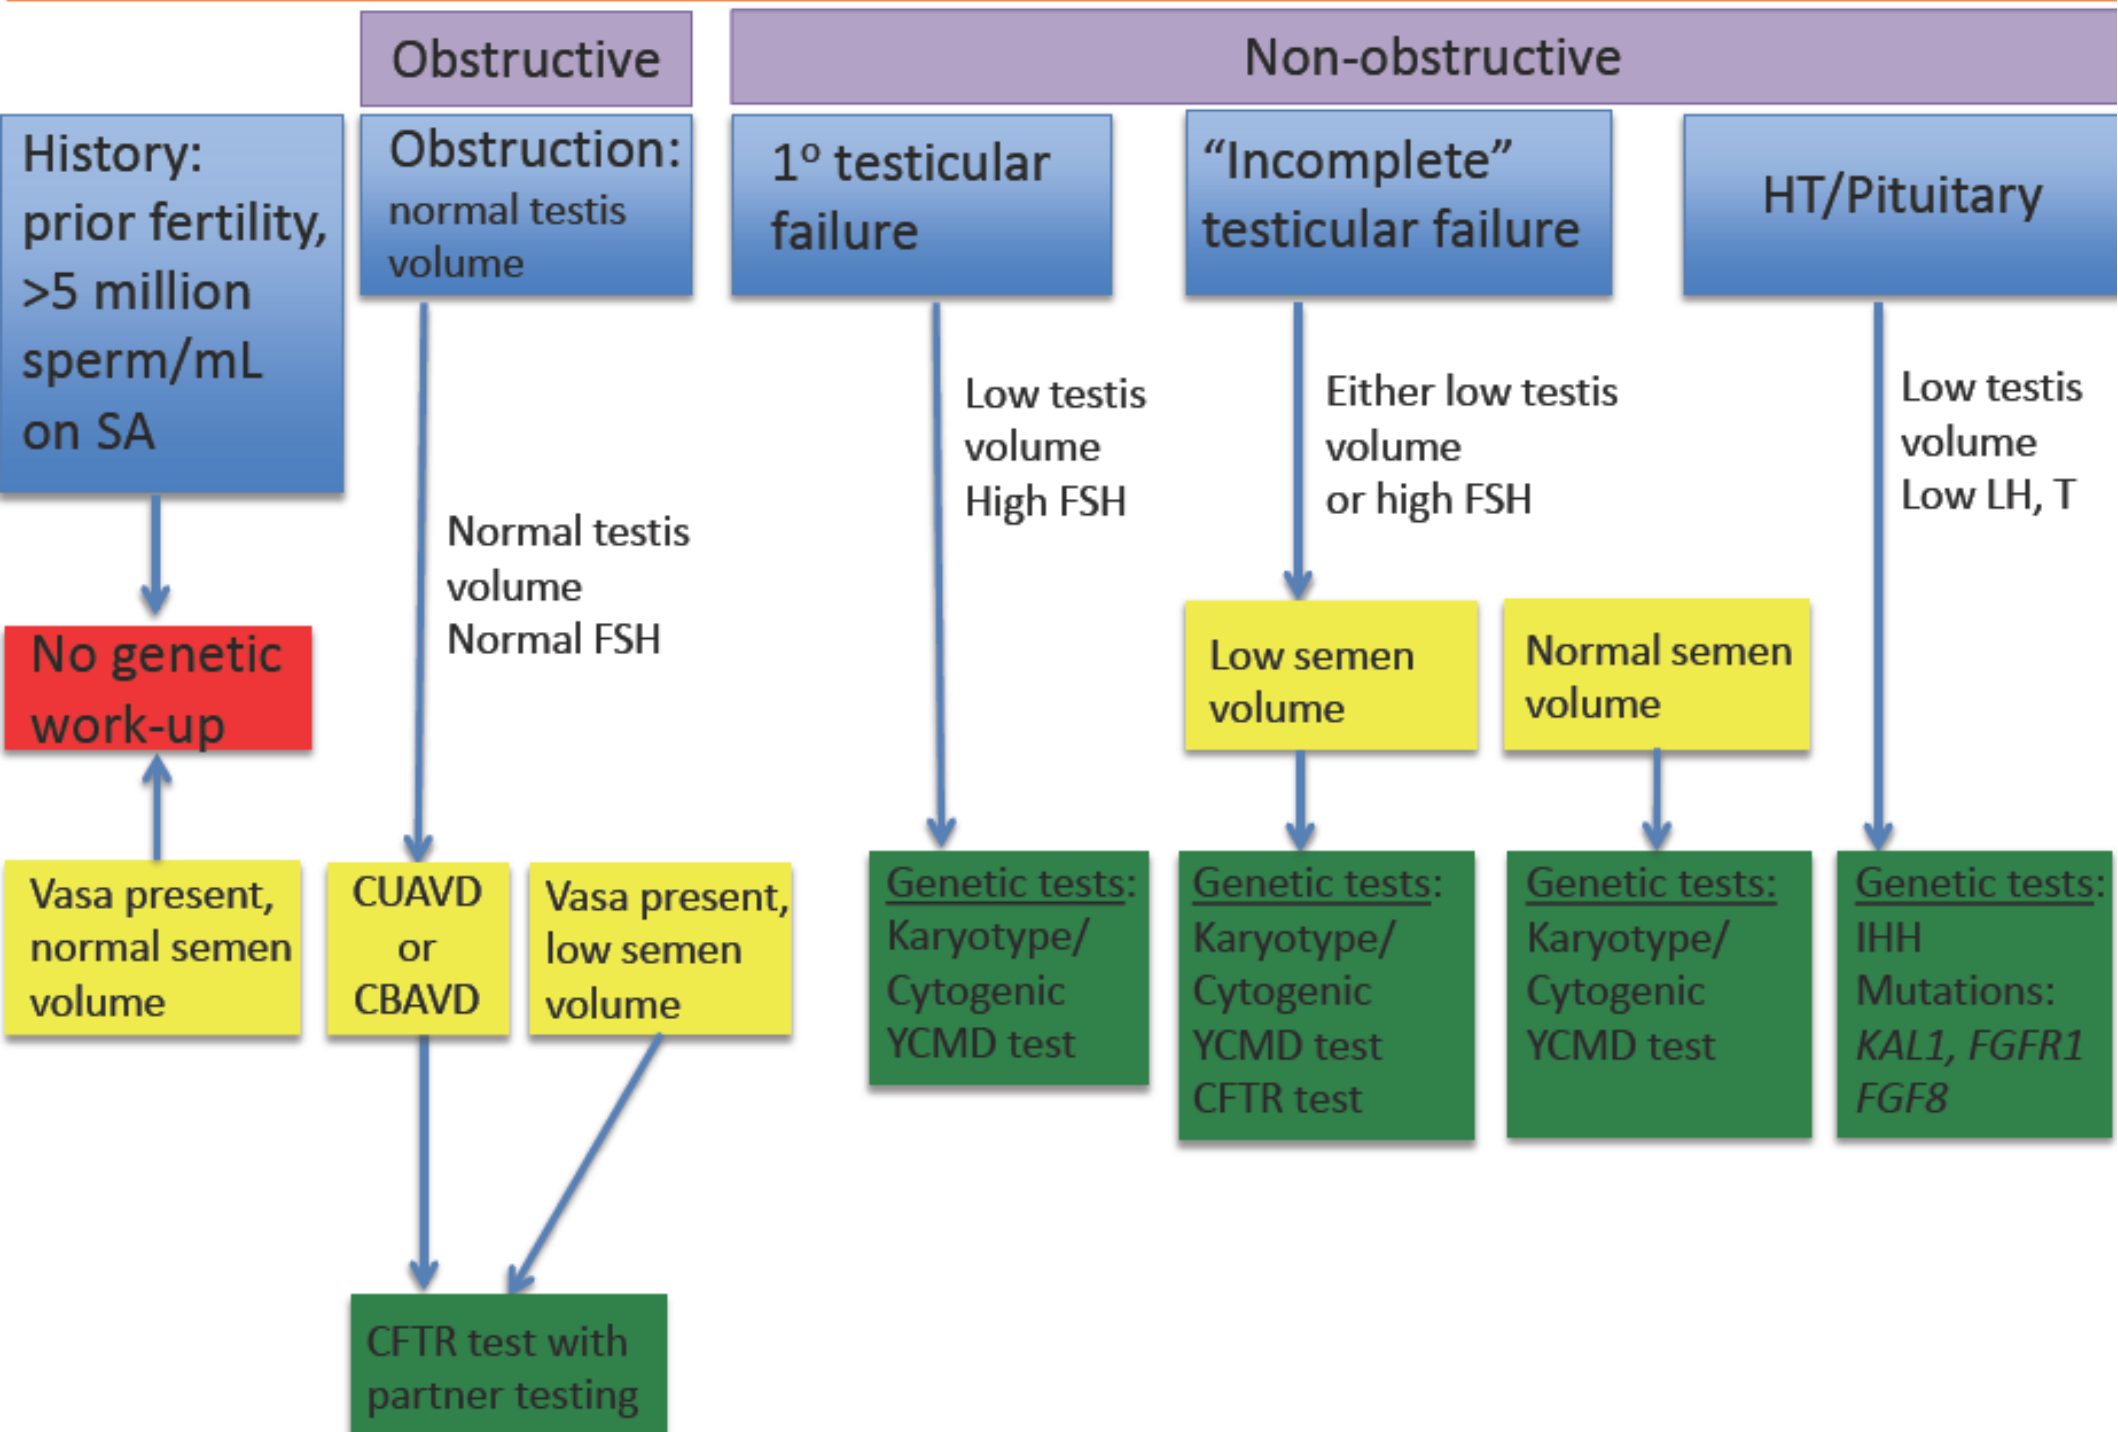 Obstructive
Non-obstructive
History:
prior fertility,
>5 million
sperm/mL
on SA
Obstruction:
normal testis
volume
1º testicular
failure
“Incomplete”
testicular failure
HT/Pituitary
Normal testis
volume
Normal FSH
Low testis
volume
High FSH
Either low testis
volume
or high FSH
Low testis
volume
Low LH, T
No genetic
work-up
Low semen
volume
Normal semen
volume
Vasa present,
normal semen
volume
CUAVD
or
CBAVD
Vasa present,
low semen
volume
Genetic tests:
Karyotype/
Cytogenic
YCMD test
Genetic tests:
Karyotype/
Cytogenic
YCMD test
CFTR test
Genetic tests:
Karyotype/
Cytogenic
YCMD test
Genetic tests:
IHH
Mutations:
KAL1, FGFR1
FGF8
CFTR test with
partner testing